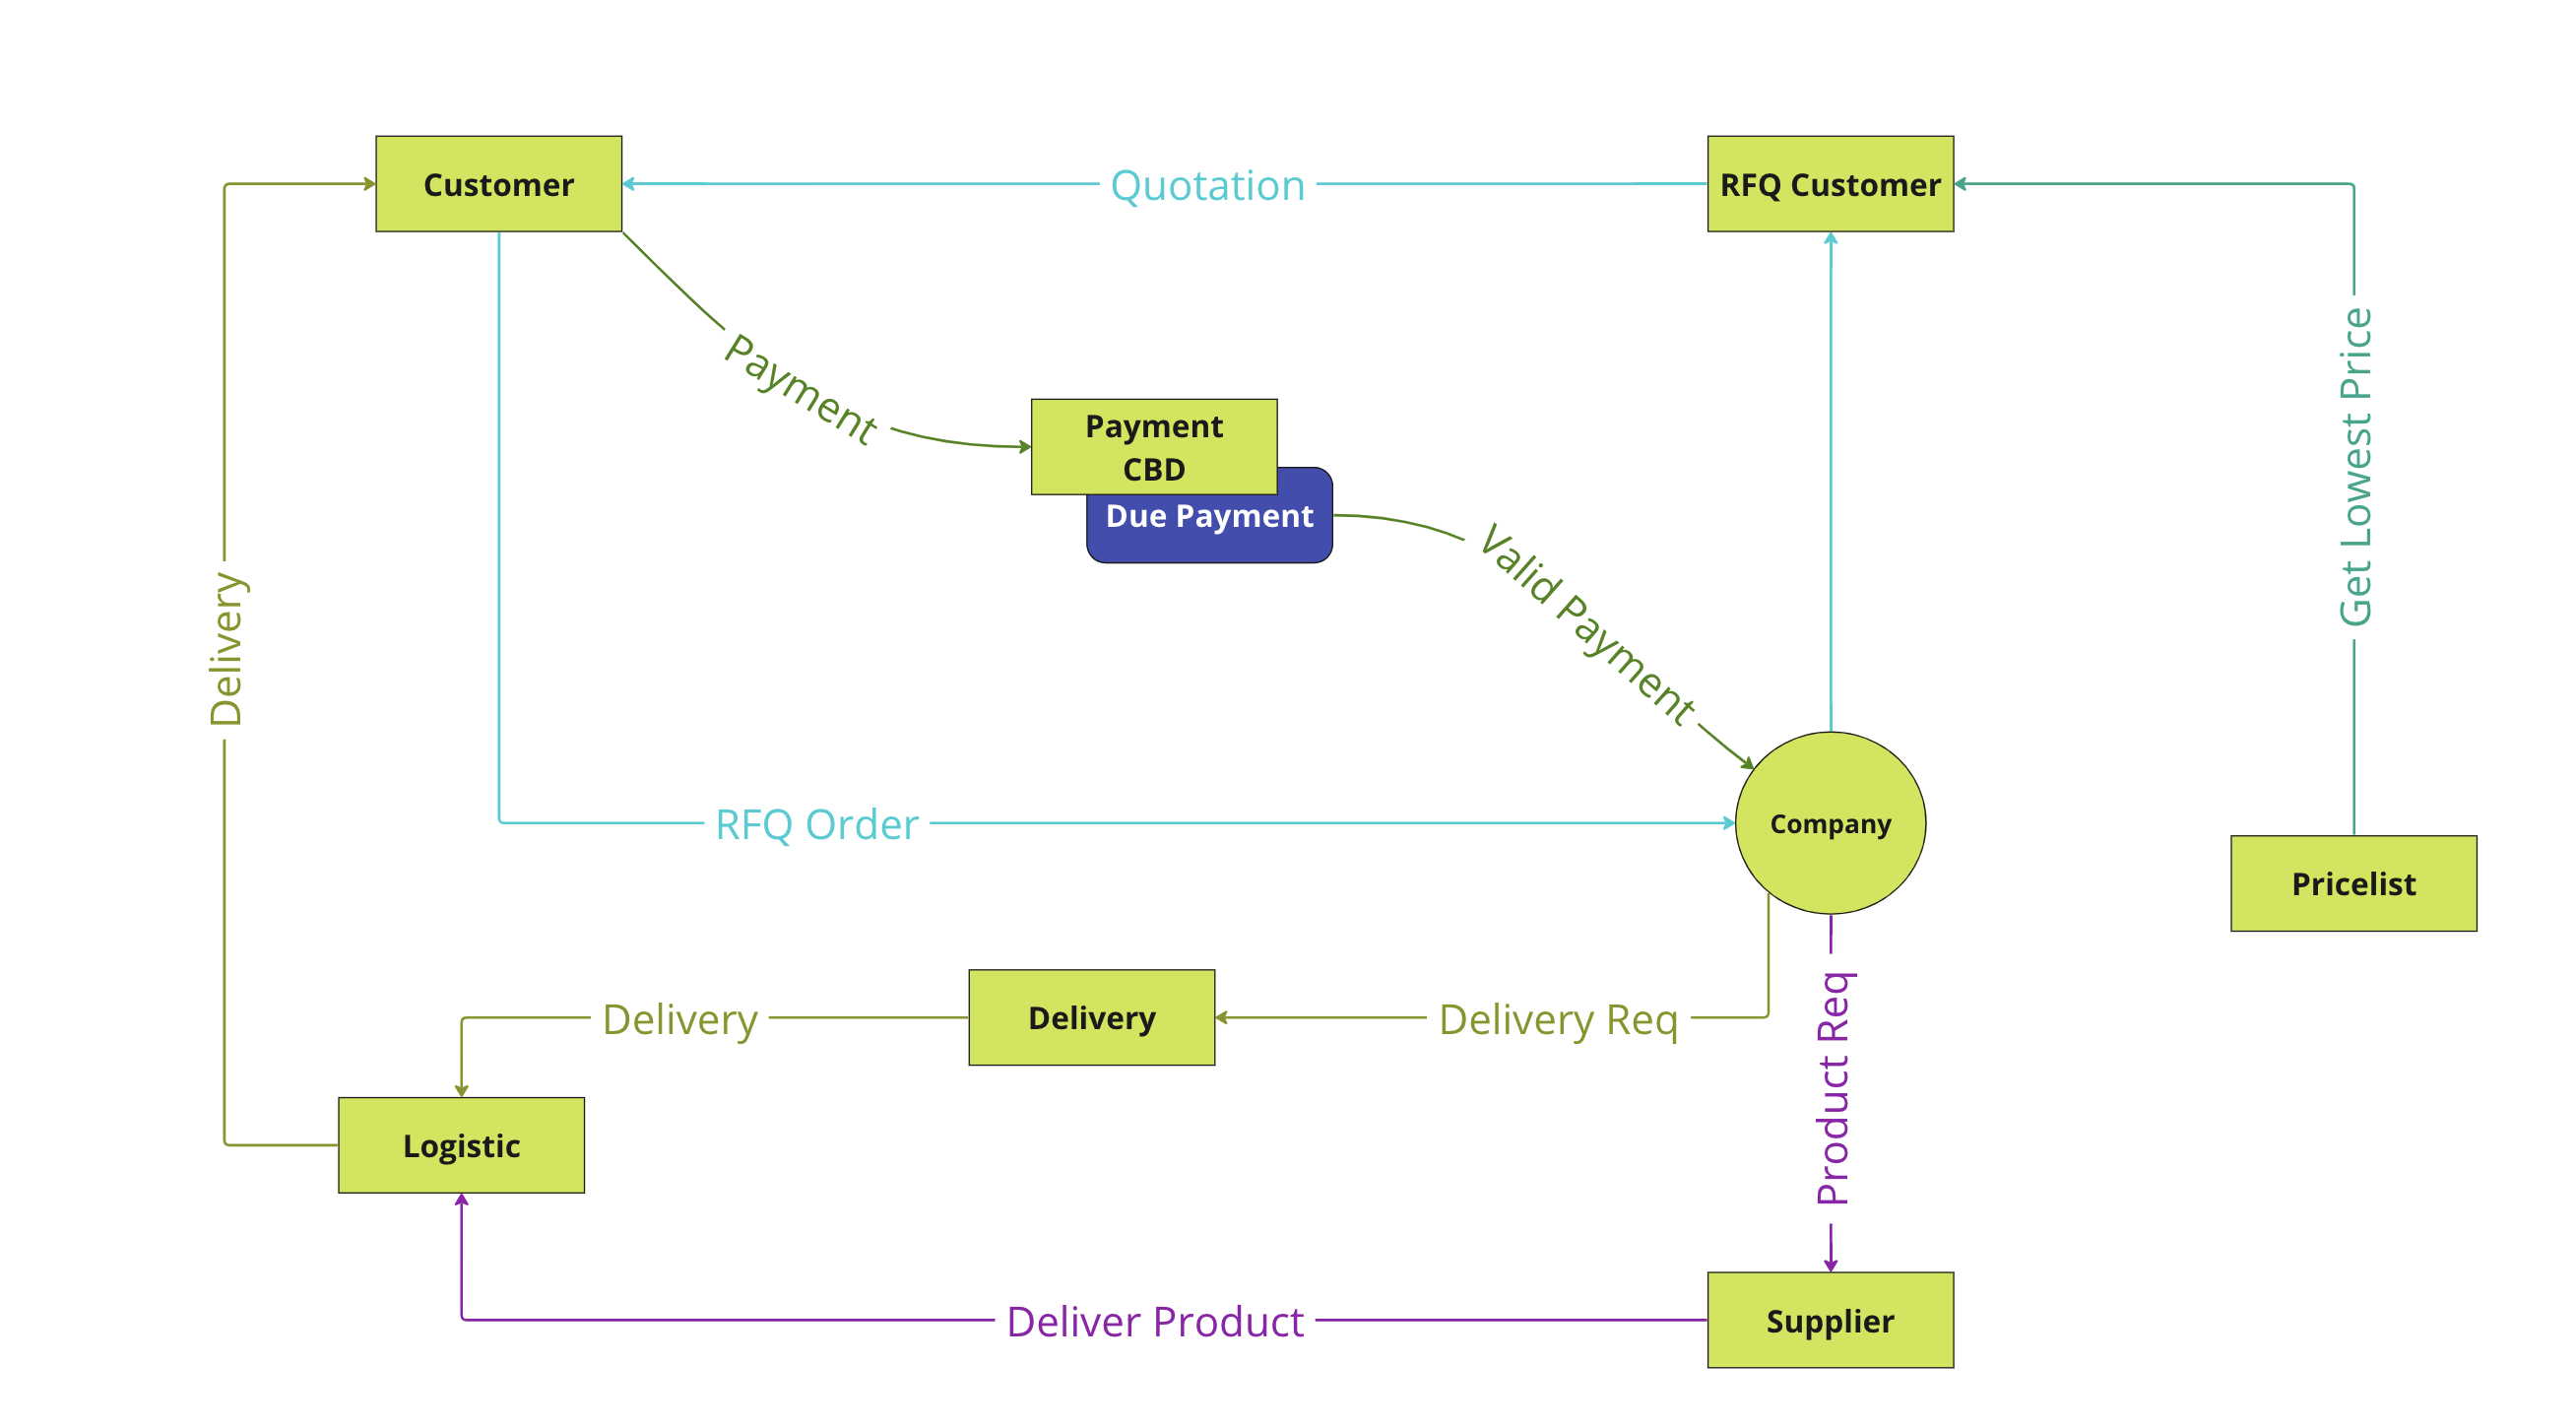 Customer
Quotation
RFQ Customer
Payment
Payment
CBD
Due Payment
Valid Payment
Get Lowest Price
Delivery
RFQ Order
Company
Pricelist
Delivery
Delivery
Delivery Req
Product Req
Logistic
Deliver Product
Supplier